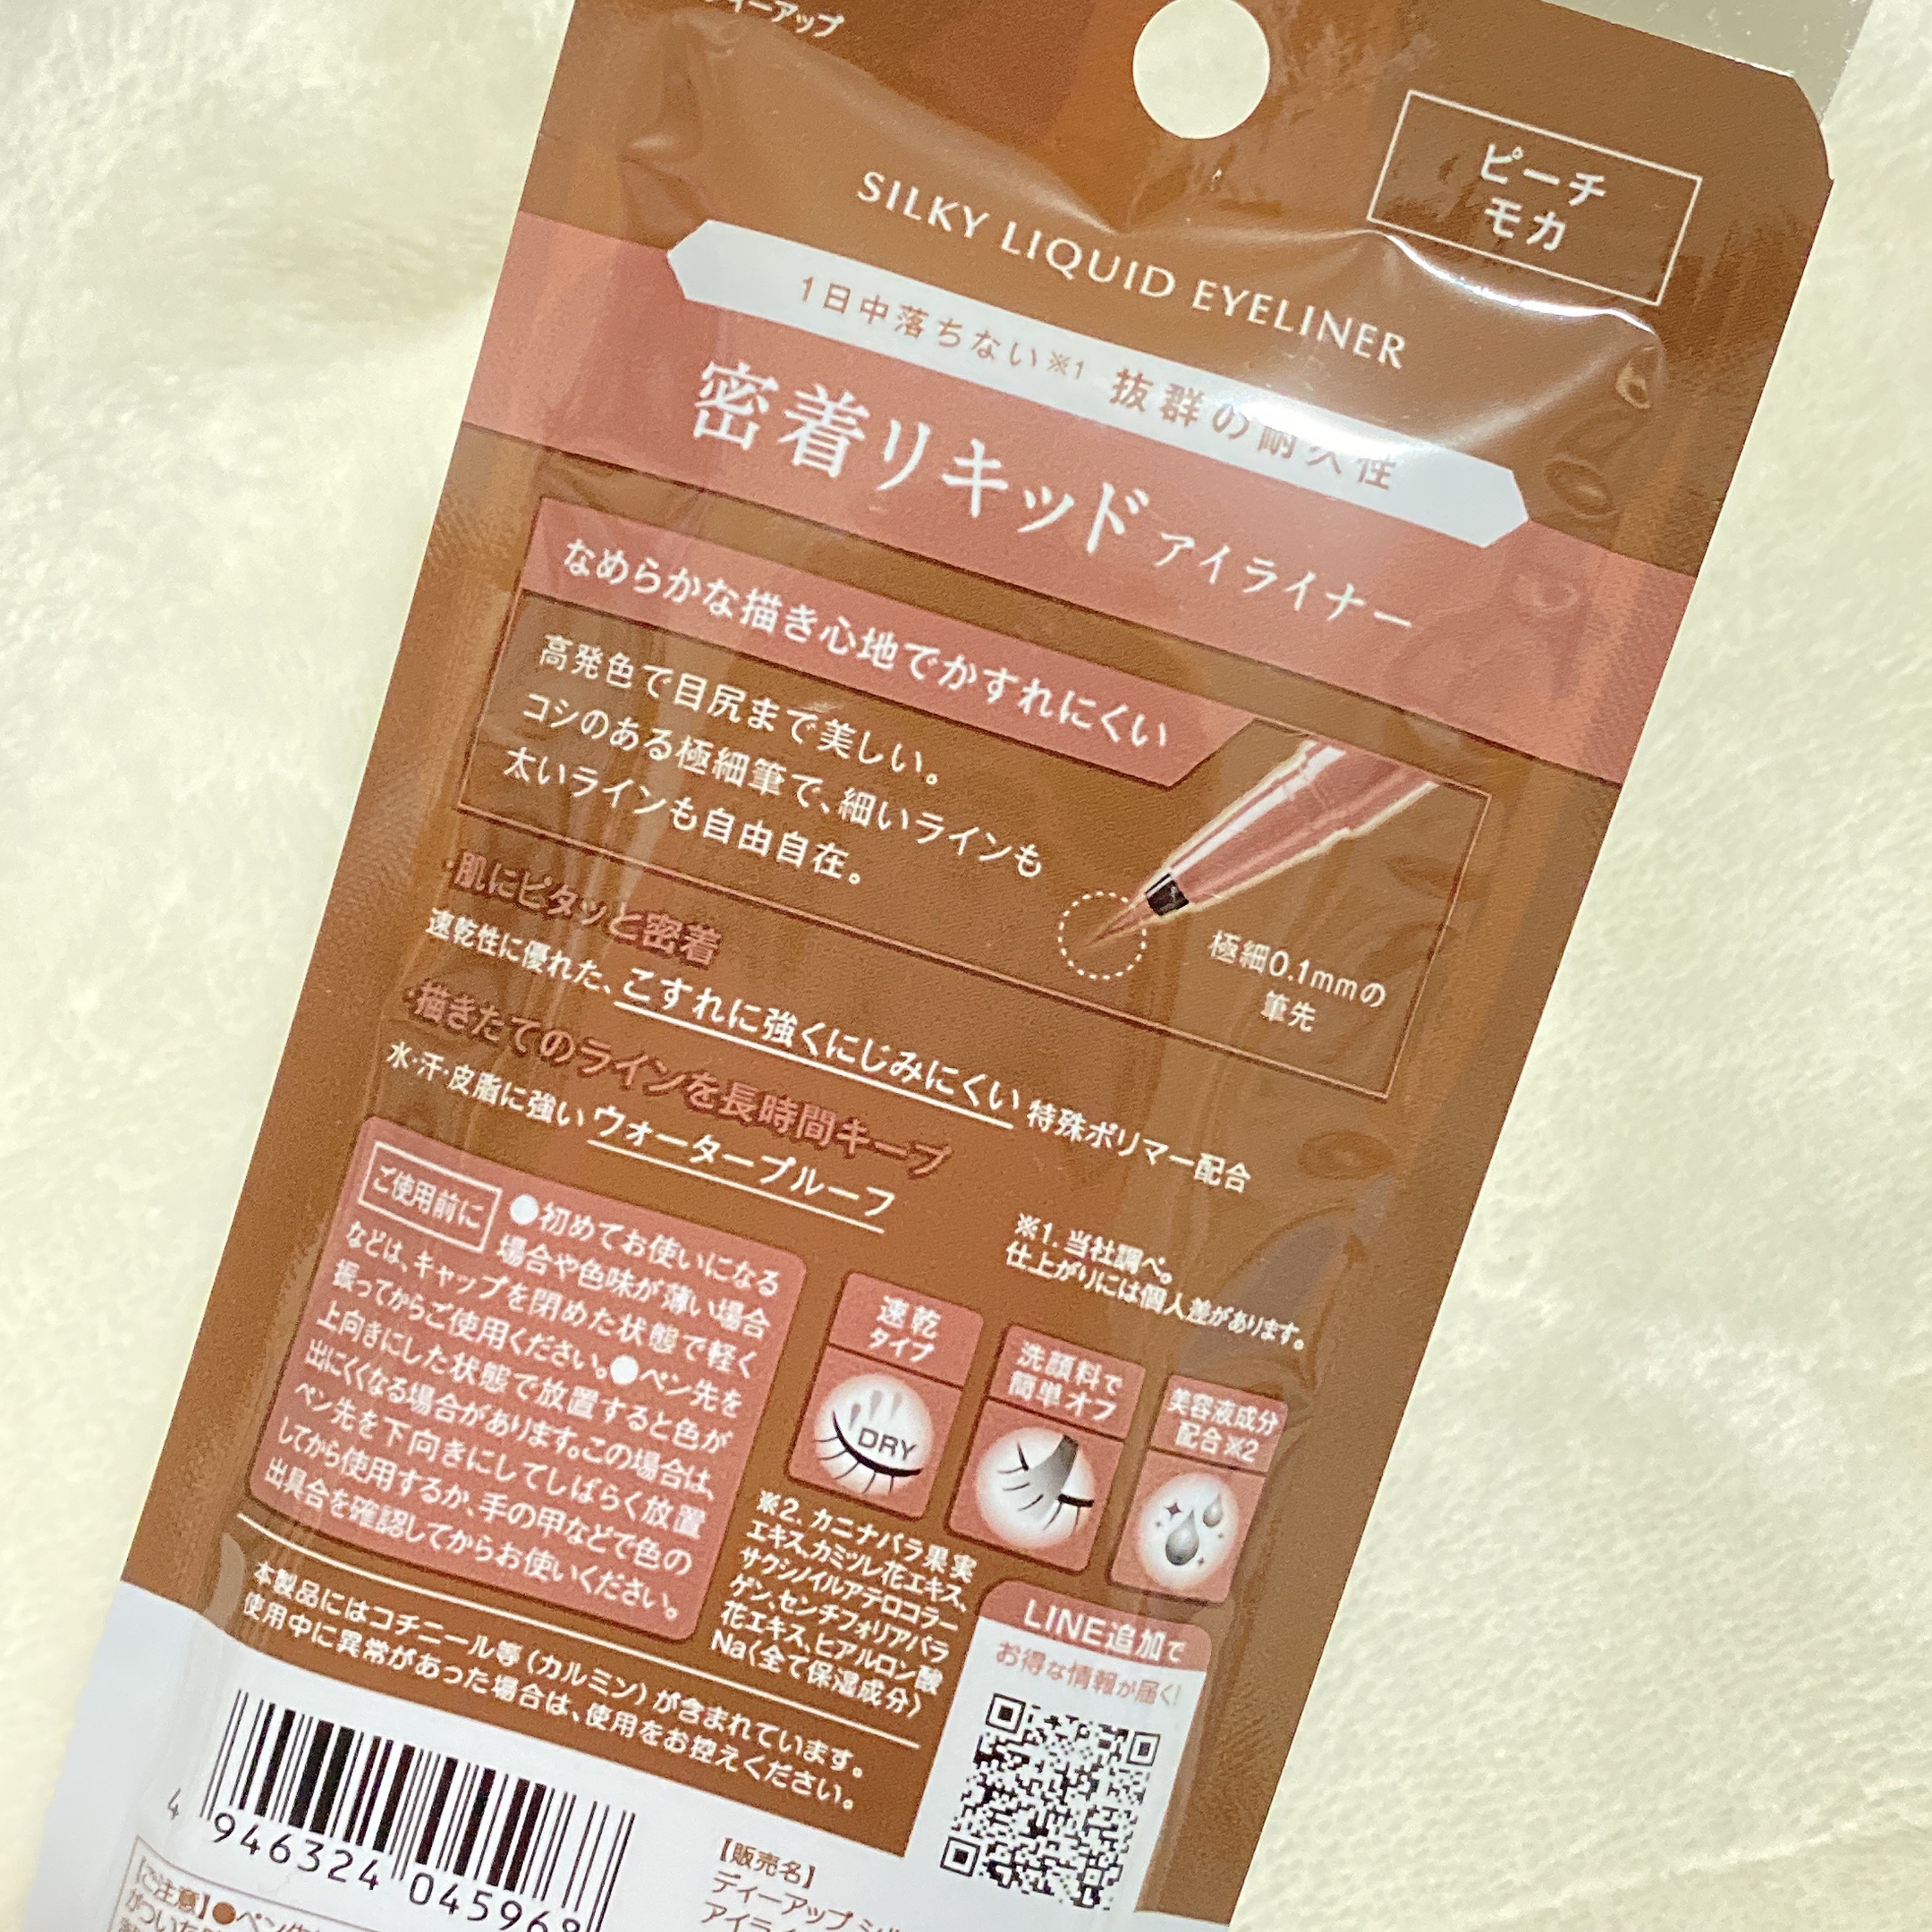 ィーアップ
ピーチ
モカ
SILKY LIQUID EYELINER
1日中落ちない※1 抜群の耐久性
密着リキッドアイライナー
なめらかな描き心地でかすれにくい
高発色で目尻まで美しい。
コシのある極細筆で、細いラインも
太いラインも自由自在。
極細0.1mmの
筆先
・肌にピタッと密着
速乾性に優れた、こすれに強くにじみにくい 特殊ポリマー配合
・描きたてのラインを長時間キープ
水・汗・皮脂に強い ウォータープルーフ
※1. 当社調べ。
仕上がりには個人差があります。
ご使用前に
●初めてお使いになる
場合や色味が薄い場合
などは、キャップを閉めた状態で軽く
振ってからご使用ください。●ペン先を
上向きにした状態で放置すると色が
出にくくなる場合があります。この場合は、
ペン先を下向きにしてしばらく放置
してから使用するか、手の甲などで色の
出具合を確認してからお使いください。
速乾
タイプ
DRY
洗顔料で
簡単オフ
美容液成分
配合※2
※2. カニナバラ果実
エキス、カミツレ花エキス、
サクシノイルアテロコラー
ゲン、センチフォリアバラ
花エキス、ヒアルロン酸
Na〈全て保湿成分〉
LINE追加で
お得な情報が届く!
本製品にはコチニール等（カルミン）が含まれています。
使用中に異常があった場合は、使用をお控えください。
4 946324 045968
【販売名】
ディーアップ
アイライ
【ご注意】●ペン先
がついた